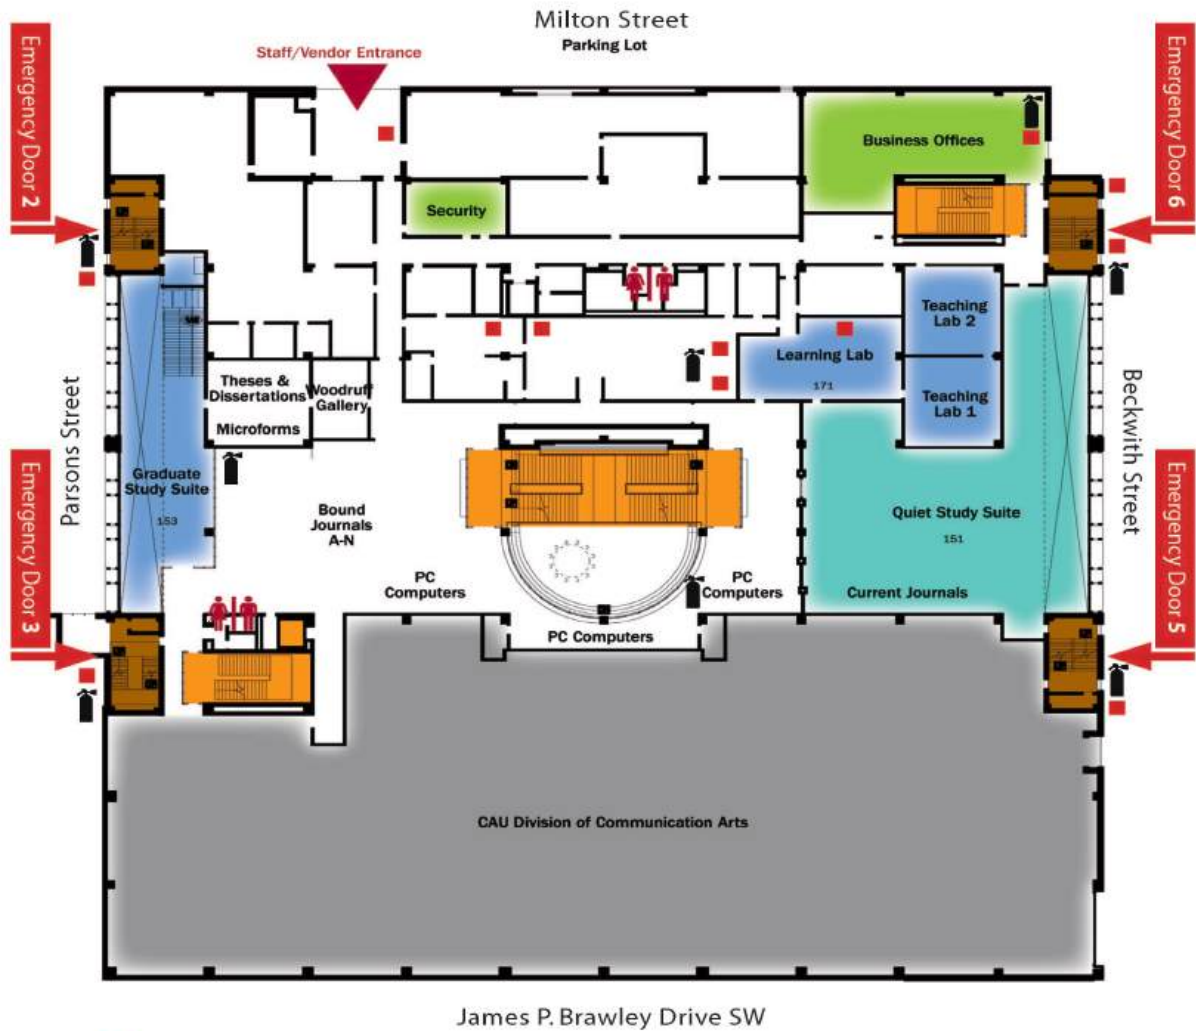 Milton Street
Parking Lot
Staff/Vendor Entrance
Emergency Door 2
Emergency Door 6
Business Offices
Security
Teaching
Lab 2
Learning Lab
171
Teaching
Lab 1
Theses &
Dissertations
Microforms
Woodruff
Gallery
Parsons Street
Beckwith Street
Graduate
Study Suite
153
Bound
Journals
A-N
Quiet Study Suite
151
Emergency Door 3
Emergency Door 5
PC
Computers
PC
Computers
Current Journals
PC Computers
CAU Division of Communication Arts
James P. Brawley Drive SW